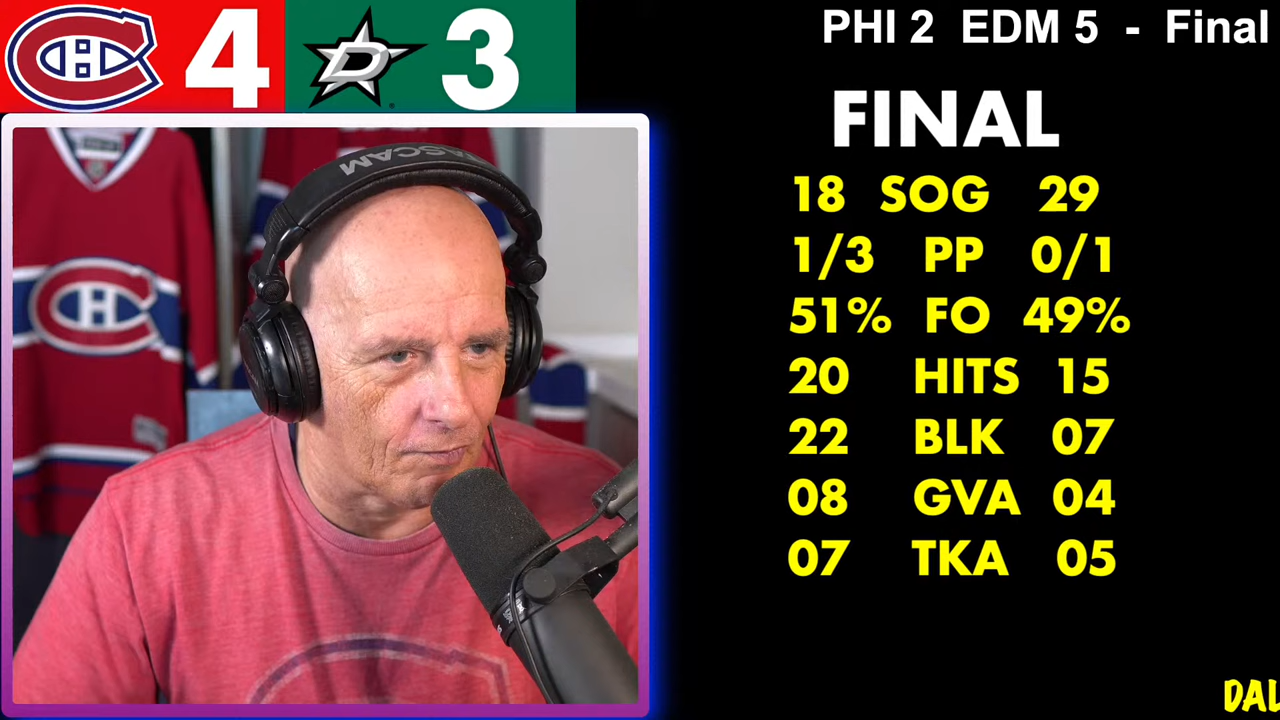 4 3
PHI 2 EDM 5 - Final
FINAL
18 SOG 29
1/3 PP 0/1
51% FO 49%
20 HITS 15
22 BLK 07
08 GVA 04
07 TKA 05
TASCAM
DAL